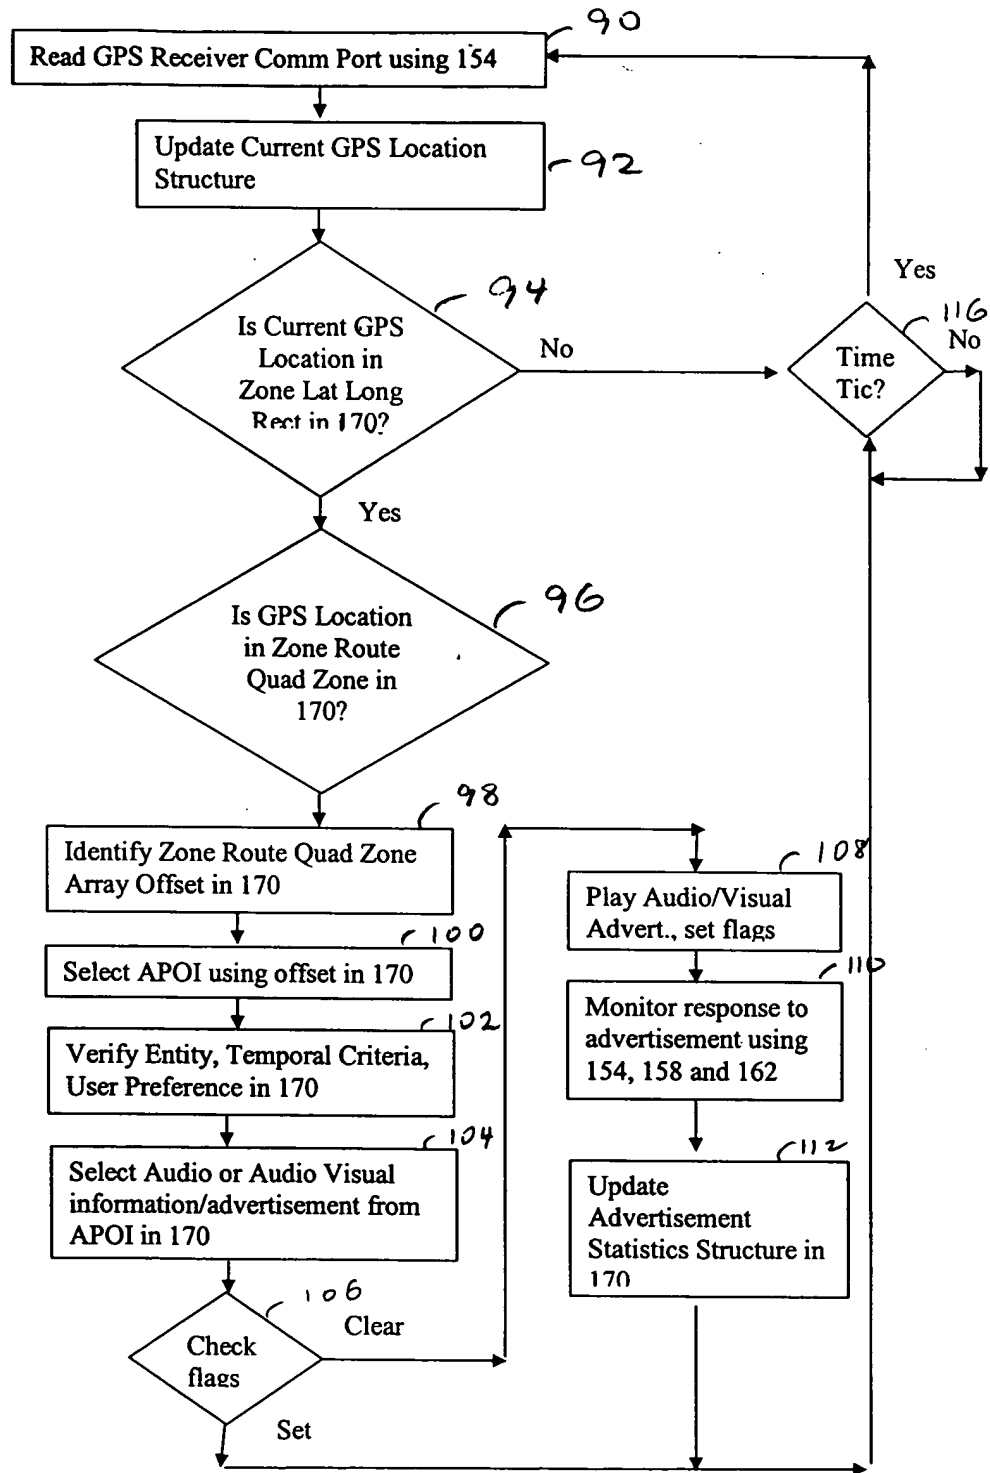 90
Read GPS Receiver Comm Port using 154
Update Current GPS Location
Structure
92
94
Is Current GPS
Location in
Zone Lat Long
Rect in 170?
No
Yes
116
No
Time
Tic?
Yes
96
Is GPS Location
in Zone Route
Quad Zone in
170?
98
Identify Zone Route Quad Zone
Array Offset in 170
100
Select APOI using offset in 170
102
Verify Entity, Temporal Criteria,
User Preference in 170
104
Select Audio or Audio Visual
information/advertisement from
APOI in 170
106
Clear
Check
flags
Set
108
Play Audio/Visual
Advert., set flags
110
Monitor response to
advertisement using
154, 158 and 162
112
Update
Advertisement
Statistics Structure in
170